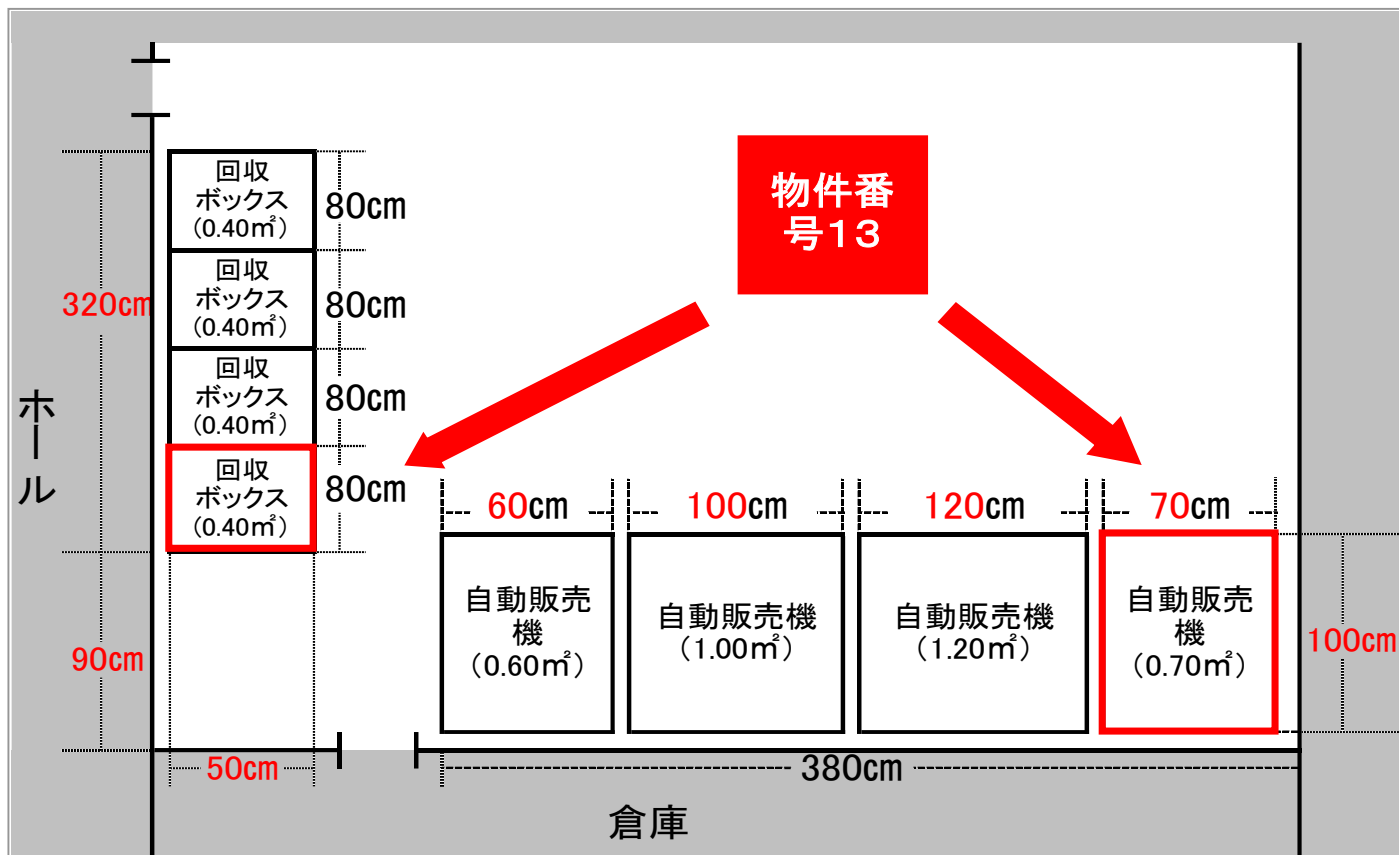 回収
ボックス
(0.40㎡)
80cm
回収
ボックス
(0.40㎡)
80cm
回収
ボックス
(0.40㎡)
80cm
回収
ボックス
(0.40㎡)
80cm
320cm
ホール
90cm
50cm
物件番
号１３
60cm
100cm
120cm
70cm
自動販売
機
（0.60㎡）
自動販売機
（1.00㎡）
自動販売機
（1.20㎡）
自動販売
機
（0.70㎡）
100cm
380cm
倉庫